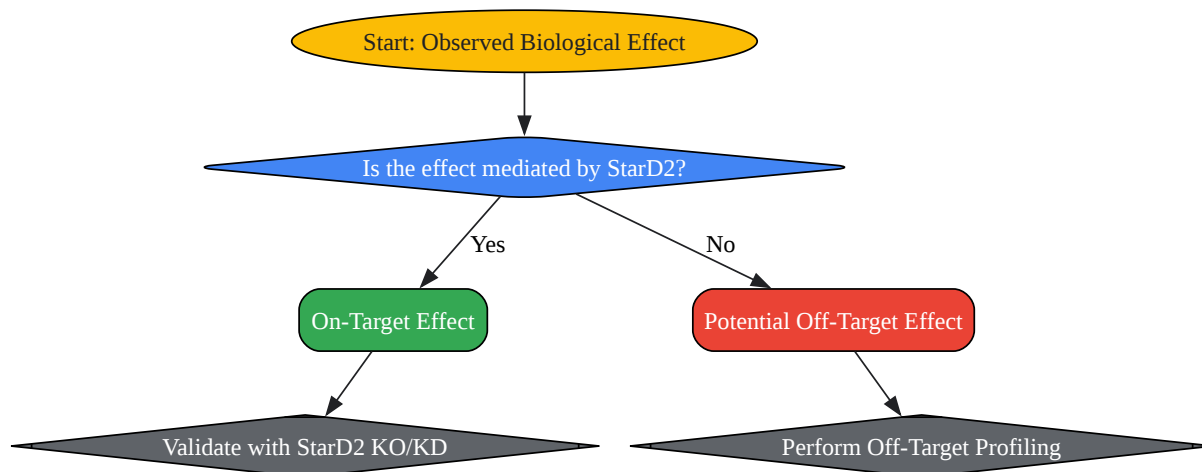 Start: Observed Biological Effect
Is the effect mediated by StarD2?
Yes
No
On-Target Effect
Potential Off-Target Effect
Validate with StarD2 KO/KD
Perform Off-Target Profiling